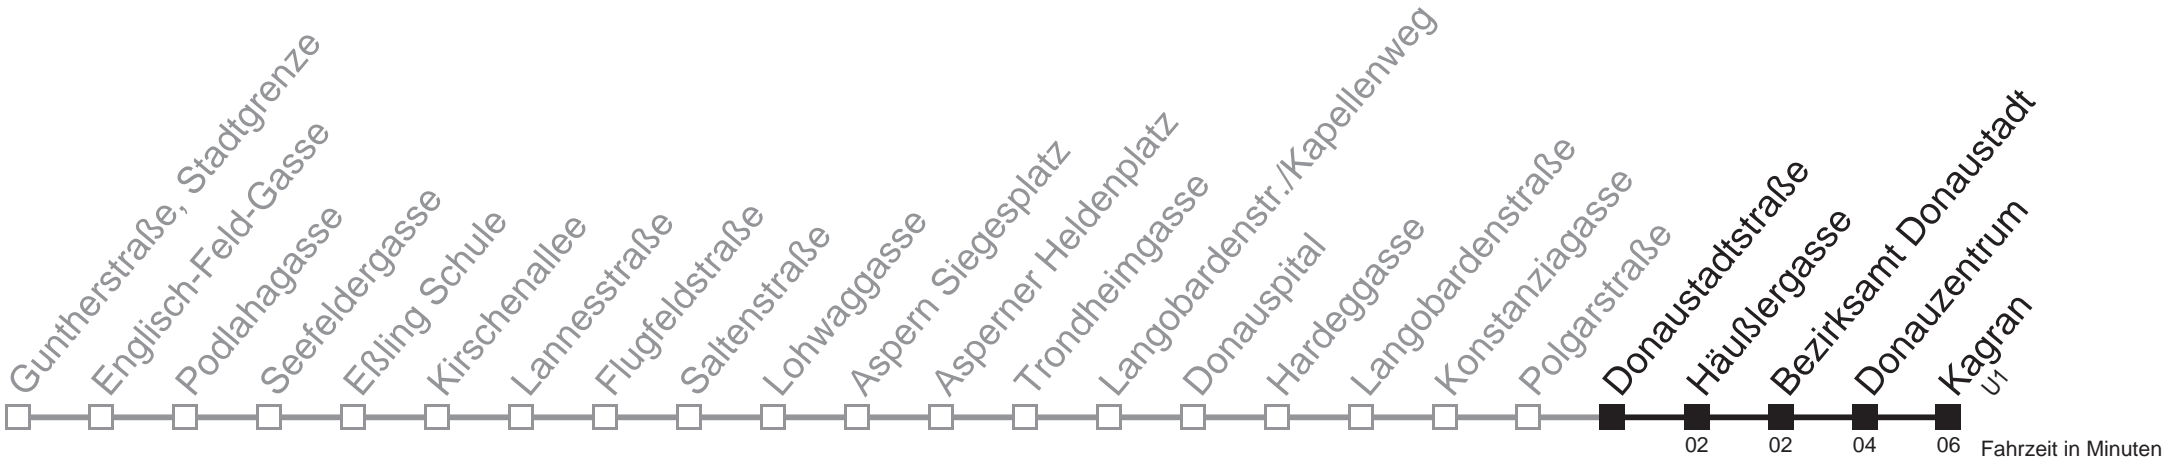 Guntherstraße, Stadtgrenze
Englisch-Feld-Gasse
Podlahagasse
Seefeldergasse
Eßling Schule
Kirschenallee
Lannesstraße
Flugfeldstraße
Saltenstraße
Lohwaggasse
Aspern Siegesplatz
Asperner Heldenplatz
Trondheimgasse
Langobardenstr./Kapellenweg
Donauspital
Hardeggasse
Langobardenstraße
Konstanziagasse
Polgarstraße
Donaustadtstraße
Häußlergasse
Bezirksamt Donaustadt
Donauzentrum
Kagran
U1
02 02 04 06 Fahrzeit in Minuten